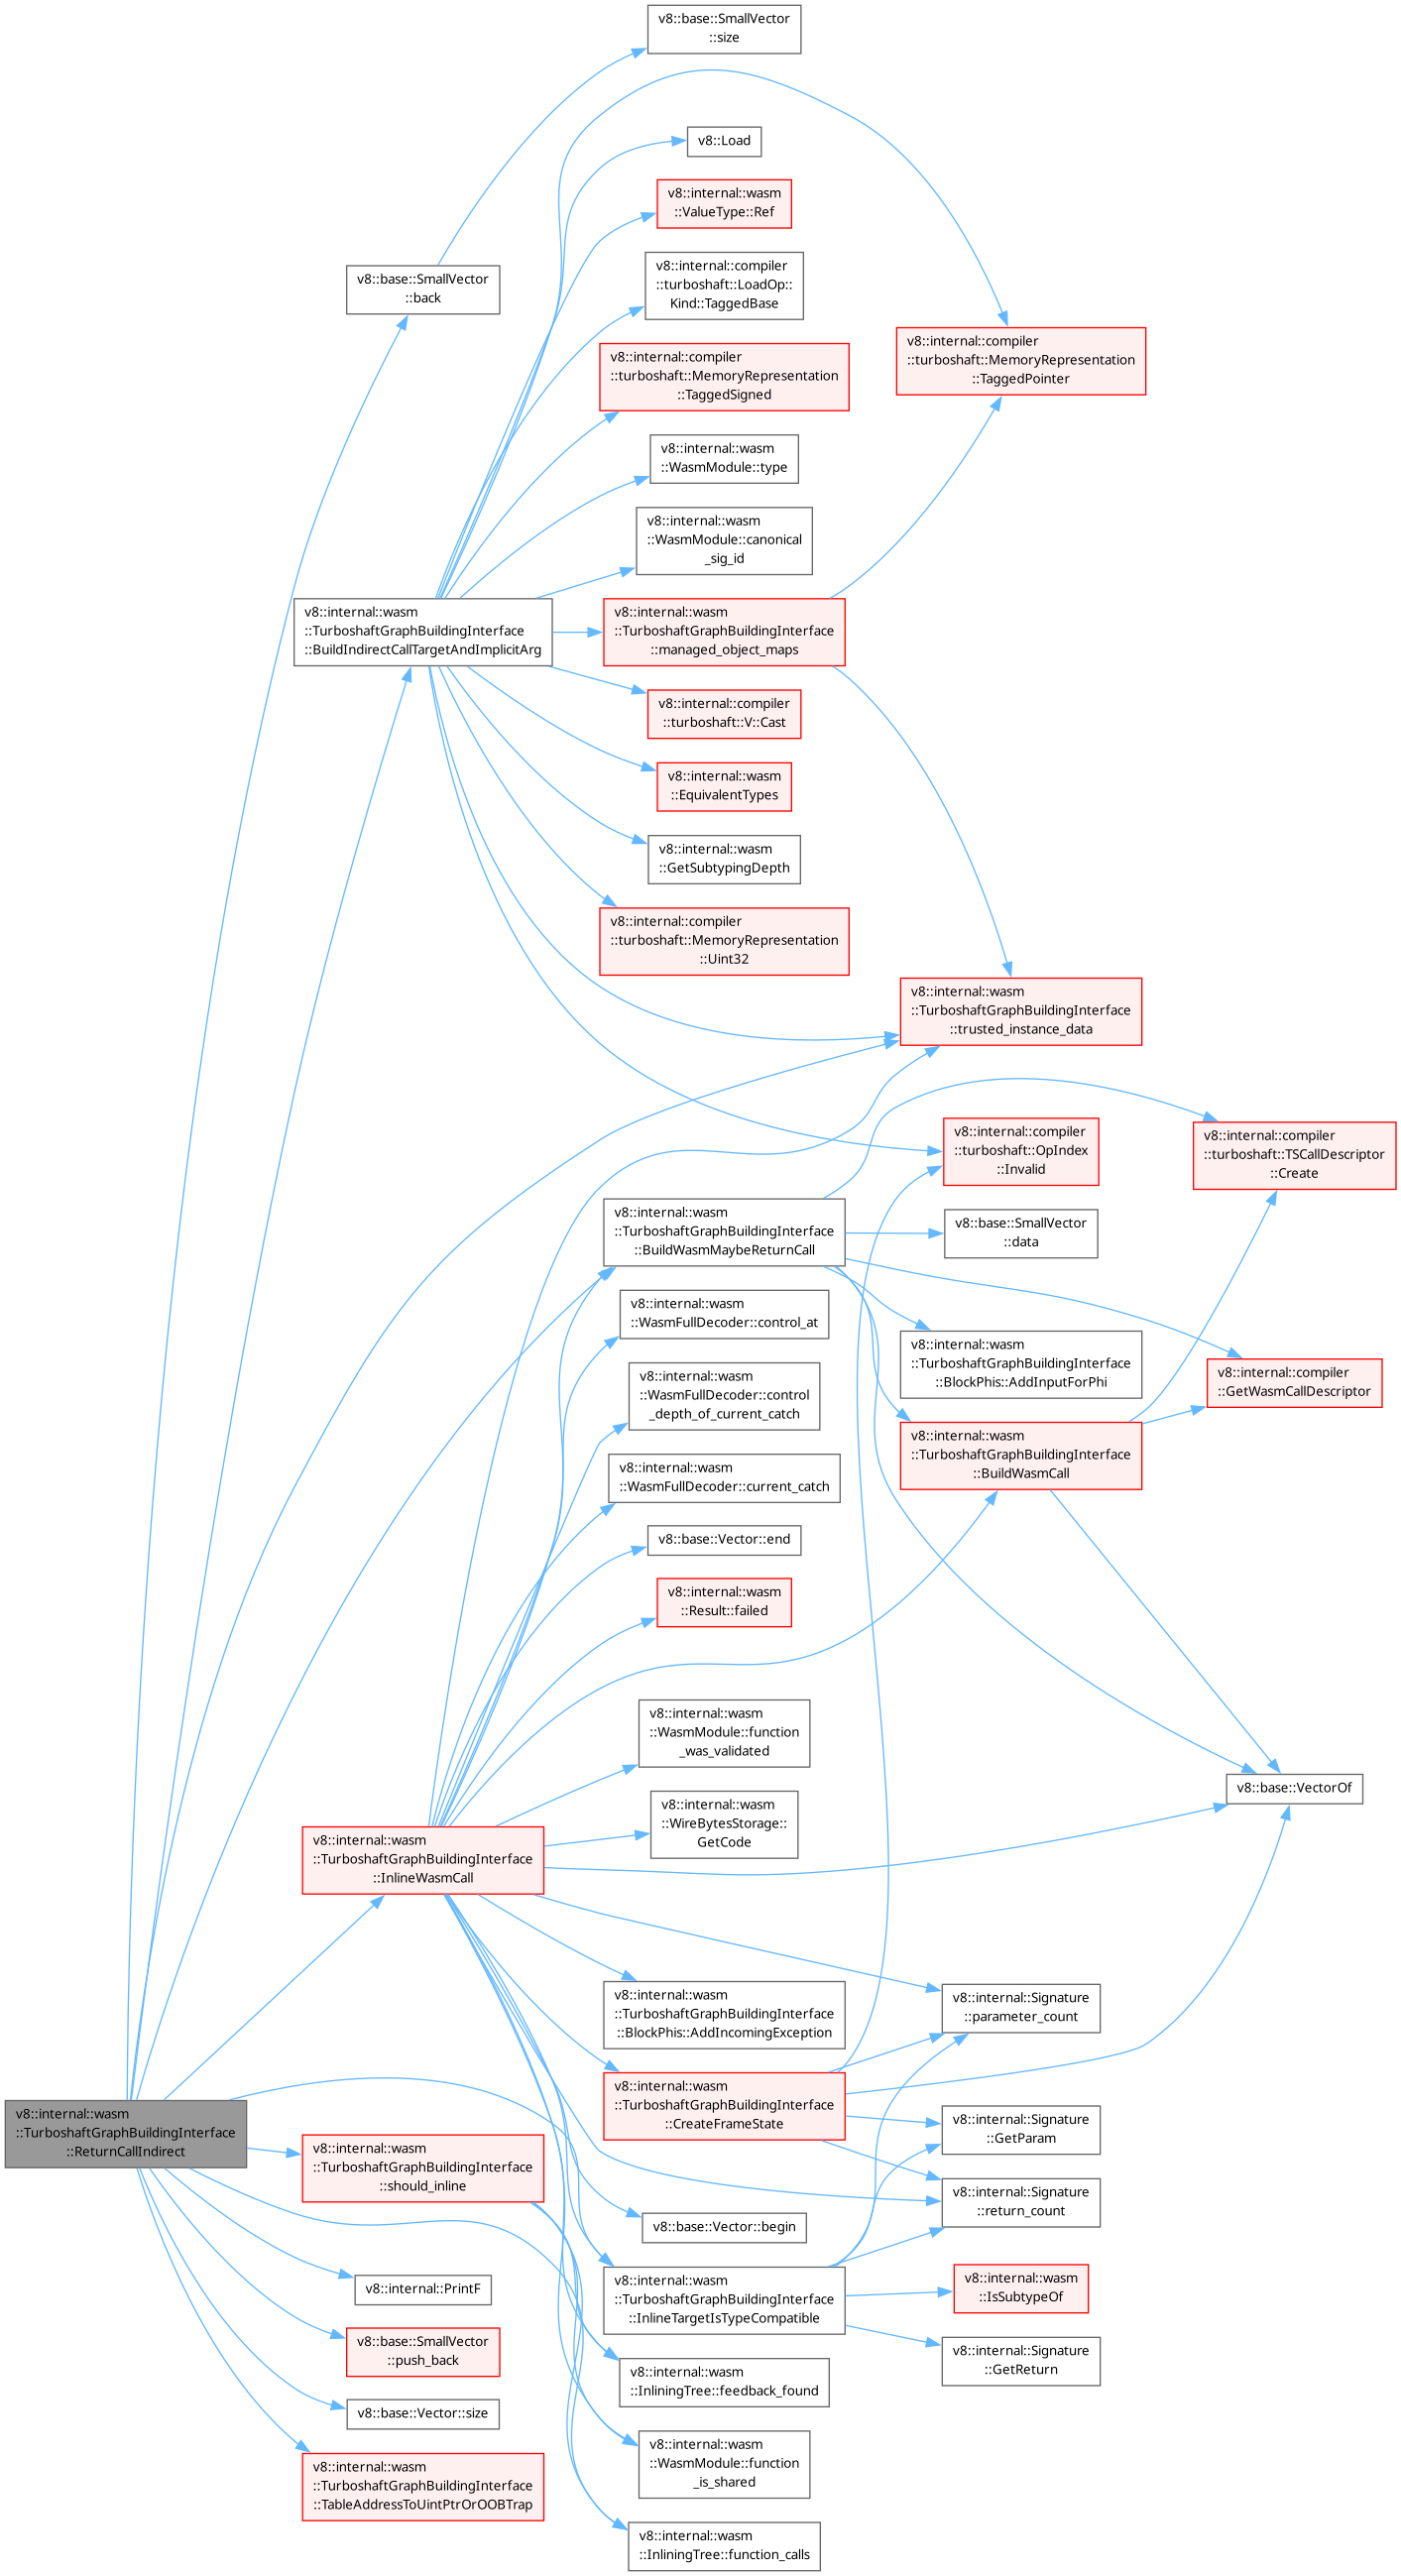 v8::base::SmallVector
::size
v8::Load
v8::internal::wasm
::ValueType::Ref
v8::internal::compiler
::turboshaft::LoadOp::
Kind::TaggedBase
v8::base::SmallVector
::back
v8::internal::compiler
::turboshaft::MemoryRepresentation
::TaggedPointer
v8::internal::compiler
::turboshaft::MemoryRepresentation
::TaggedSigned
v8::internal::wasm
::WasmModule::type
v8::internal::wasm
::WasmModule::canonical
_sig_id
v8::internal::wasm
::TurboshaftGraphBuildingInterface
::BuildIndirectCallTargetAndImplicitArg
v8::internal::wasm
::TurboshaftGraphBuildingInterface
::managed_object_maps
v8::internal::compiler
::turboshaft::V::Cast
v8::internal::wasm
::EquivalentTypes
v8::internal::wasm
::GetSubtypingDepth
v8::internal::compiler
::turboshaft::MemoryRepresentation
::Uint32
v8::internal::wasm
::TurboshaftGraphBuildingInterface
::trusted_instance_data
v8::internal::compiler
::turboshaft::OpIndex
::Invalid
v8::internal::compiler
::turboshaft::TSCallDescriptor
::Create
v8::internal::wasm
::TurboshaftGraphBuildingInterface
::BuildWasmMaybeReturnCall
v8::base::SmallVector
::data
v8::internal::wasm
::WasmFullDecoder::control_at
v8::internal::wasm
::TurboshaftGraphBuildingInterface
::BlockPhis::AddInputForPhi
v8::internal::compiler
::GetWasmCallDescriptor
v8::internal::wasm
::WasmFullDecoder::control
_depth_of_current_catch
v8::internal::wasm
::TurboshaftGraphBuildingInterface
::BuildWasmCall
v8::internal::wasm
::WasmFullDecoder::current_catch
v8::base::Vector::end
v8::internal::wasm
::Result::failed
v8::internal::wasm
::WasmModule::function
_was_validated
v8::base::VectorOf
v8::internal::wasm
::WireBytesStorage::
GetCode
v8::internal::wasm
::TurboshaftGraphBuildingInterface
::InlineWasmCall
v8::internal::wasm
::TurboshaftGraphBuildingInterface
::BlockPhis::AddIncomingException
v8::internal::Signature
::parameter_count
v8::internal::wasm
::TurboshaftGraphBuildingInterface
::CreateFrameState
v8::internal::Signature
::GetParam
v8::internal::wasm
::TurboshaftGraphBuildingInterface
::ReturnCallIndirect
v8::internal::wasm
::TurboshaftGraphBuildingInterface
::should_inline
v8::internal::Signature
::return_count
v8::base::Vector::begin
v8::internal::PrintF
v8::internal::wasm
::TurboshaftGraphBuildingInterface
::InlineTargetIsTypeCompatible
v8::internal::wasm
::IsSubtypeOf
v8::base::SmallVector
::push_back
v8::internal::Signature
::GetReturn
v8::internal::wasm
::InliningTree::feedback_found
v8::base::Vector::size
v8::internal::wasm
::WasmModule::function
_is_shared
v8::internal::wasm
::TurboshaftGraphBuildingInterface
::TableAddressToUintPtrOrOOBTrap
v8::internal::wasm
::InliningTree::function_calls